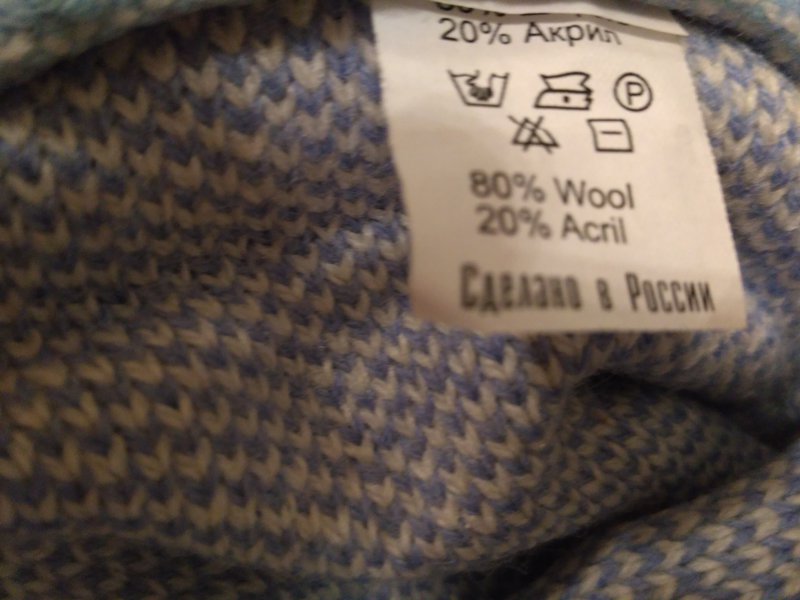 20% Акрил
P
80% Wool
20% Acril
Сделано в России